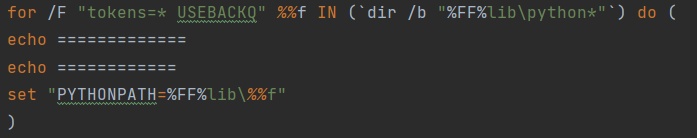 for /F "tokens=* USEBACKQ" %%f IN (`dir /b "%FF%lib\python*"`) do (
echo =============
echo ============
set "PYTHONPATH=%FF%lib\%%f"
)